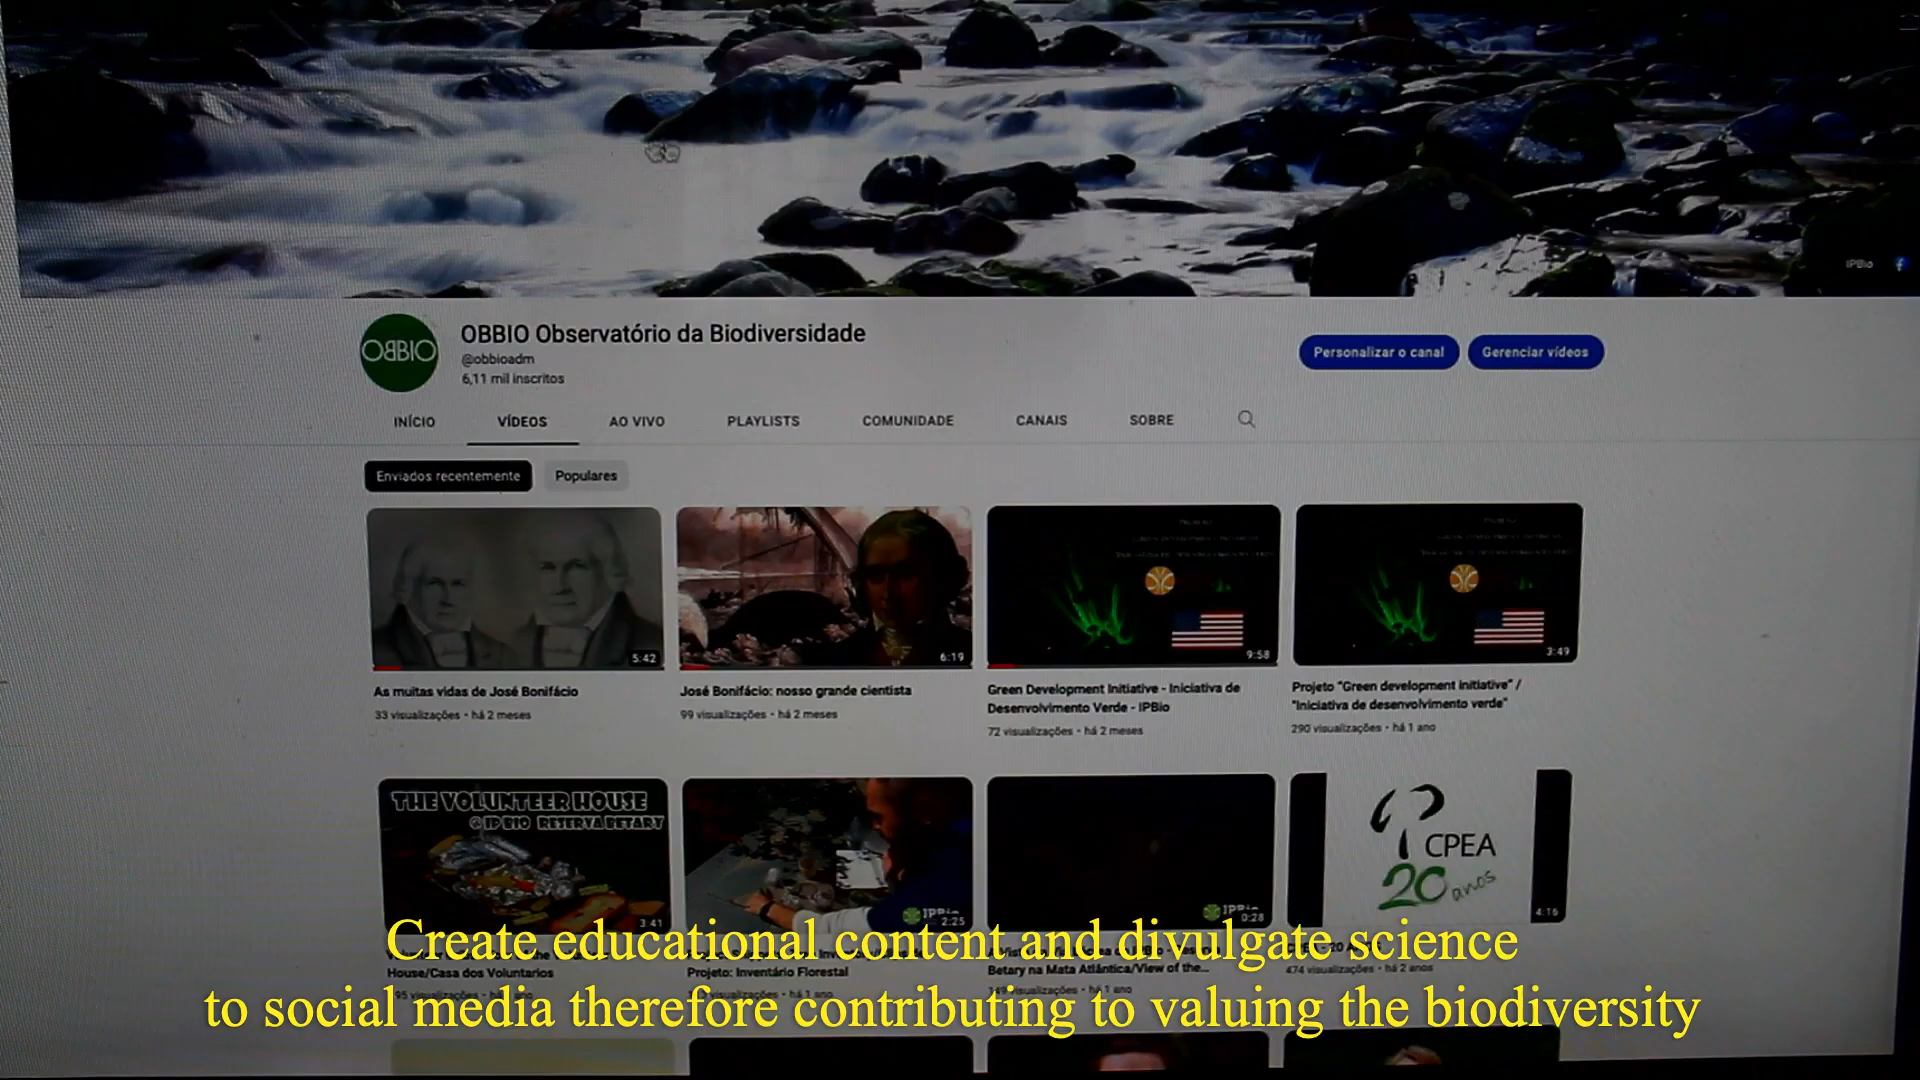 IPBio
OBBIO
OBBIO Observatório da Biodiversidade
@obbioadm
6,11 mil inscritos
Personalizar o canal
Gerenciar vídeos
INÍCIO VÍDEOS AO VIVO PLAYLISTS COMUNIDADE CANAIS SOBRE
Enviados recentemente
Populares
5:42
6:19
9:58
3:49
As muitas vidas de José Bonifácio
33 visualizações • há 2 meses
José Bonifácio: nosso grande cientista
99 visualizações • há 2 meses
Green Development Initiative - Iniciativa de
Desenvolvimento Verde - IPBio
72 visualizações • há 2 meses
Projeto "Green development initiative" /
"Iniciativa de desenvolvimento verde"
290 visualizações • há 1 ano
THE VOLUNTEER HOUSE
@ IP BIO RESERVA BETARY
3:41
2:25
0:28
CPEA
20 anos
4:16
House/Casa dos Voluntarios
Projeto: Inventário Florestal
Betary na Mata Atlântica/View of the...
474 visualizações • há 2 anos
Create educational content and divulgate science
to social media therefore contributing to valuing the biodiversity